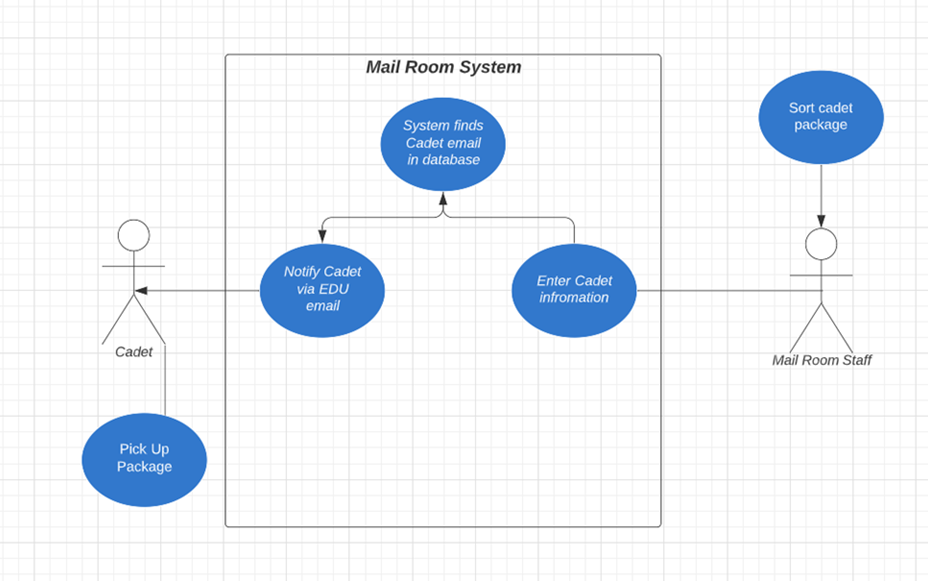 Mail Room System
System finds
Cadet email
in database
Sort cadet
package
Notify Cadet
via EDU
email
Enter Cadet
infromation
Cadet
Mail Room Staff
Pick Up
Package